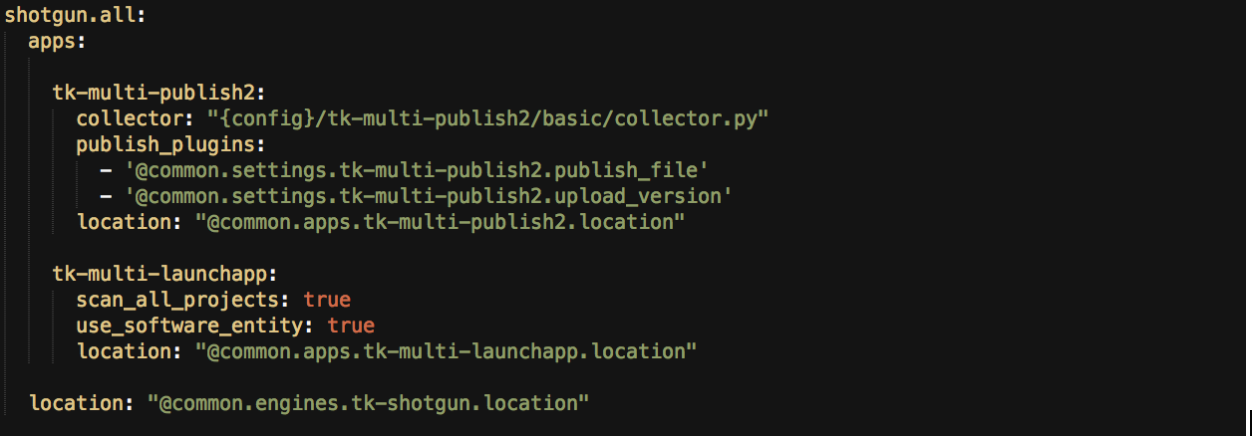 shotgun.all:
apps:
tk-multi-publish2:
collector: "{config}/tk-multi-publish2/basic/collector.py"
publish_plugins:
- '@common.settings.tk-multi-publish2.publish_file'
- '@common.settings.tk-multi-publish2.upload_version'
location: "@common.apps.tk-multi-publish2.location"
tk-multi-launchapp:
scan_all_projects: true
use_software_entity: true
location: "@common.apps.tk-multi-launchapp.location"
location: "@common.engines.tk-shotgun.location"